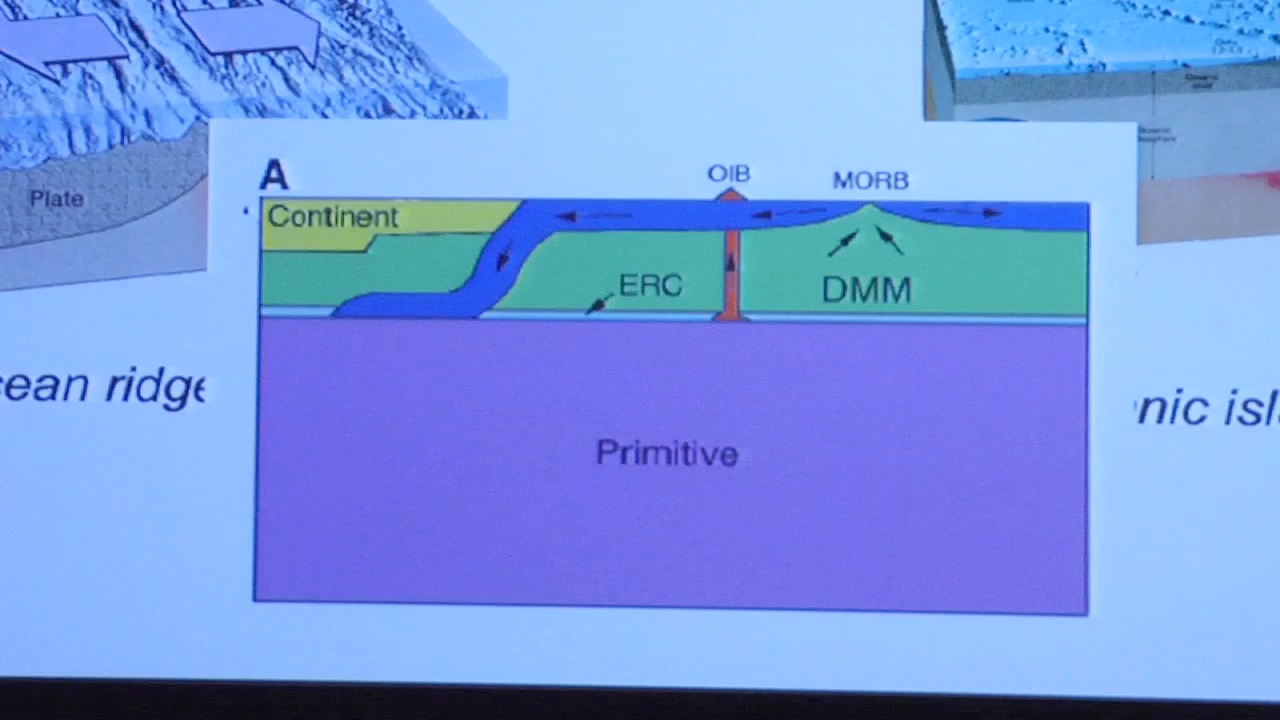 Plate
A
OIB
MORB
Continent
ERC
DMM
ean ridge
nic isl
Primitive